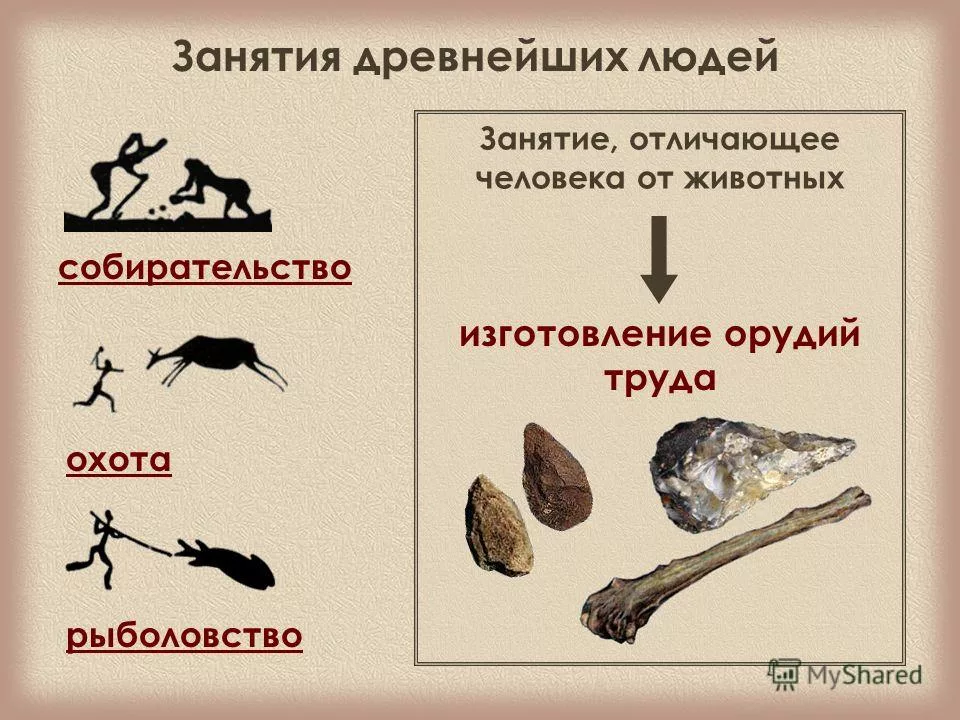 Занятия древнейших людей
собирательство
охота
рыболовство
Занятие, отличающее
человека от животных
изготовление орудий
труда
MyShared